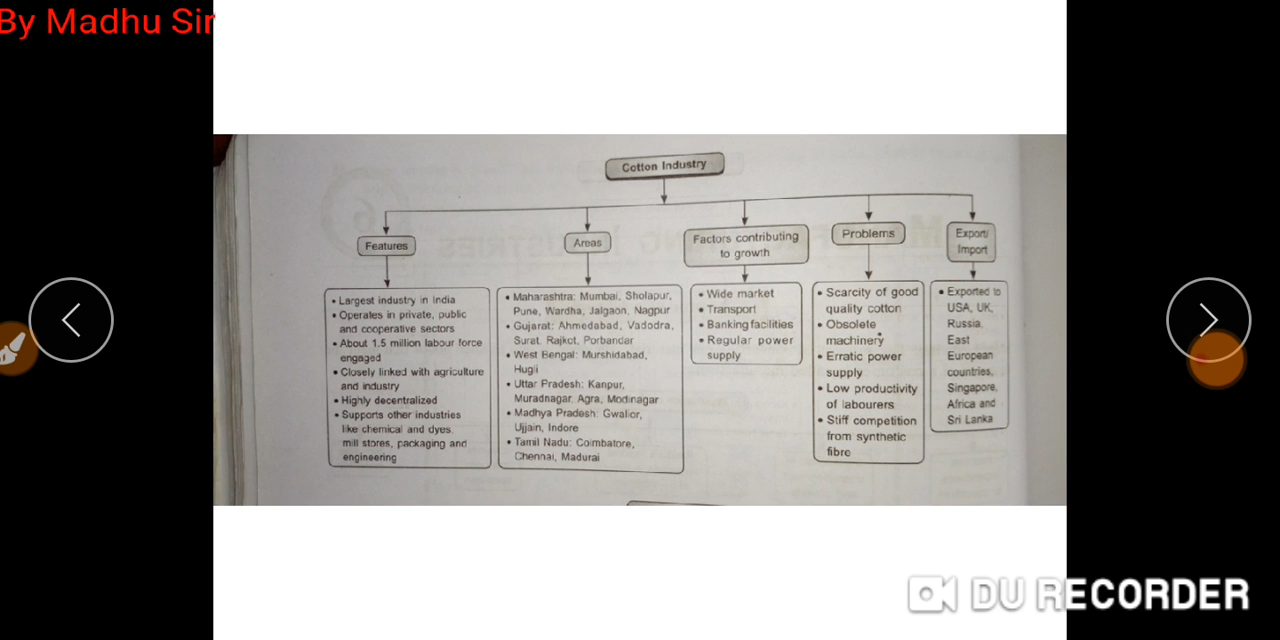 By Madhu Sir
Cotton Industry
Features
Areas
Factors contributing
to growth
Problems
Export/
Import
• Largest industry in India
• Operates in private, public
and cooperative sectors
• About 1.5 million labour force
engaged
• Closely linked with agriculture
and industry
• Highly decentralized
• Supports other industries
like chemical and dyes,
mill stores, packaging and
engineering
• Maharashtra: Mumbai, Sholapur,
Pune, Wardha, Jalgaon, Nagpur
• Gujarat: Ahmedabad, Vadodra,
Surat, Rajkot, Porbandar
• West Bengal: Murshidabad,
Hugli
• Uttar Pradesh: Kanpur,
Muradnagar, Agra, Modinagar
• Madhya Pradesh: Gwalior,
Ujjain, Indore
• Tamil Nadu: Coimbatore,
Chennai, Madurai
• Wide market
• Transport
• Banking facilities
• Regular power
supply
• Scarcity of good
quality cotton
• Obsolete
machinery
• Erratic power
supply
• Low productivity
of labourers
• Stiff competition
from synthetic
fibre
• Exported to
USA, UK,
Russia,
East
European
countries,
Singapore,
Africa and
Sri Lanka
DU RECORDER